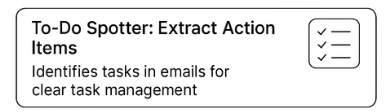 To-Do Spotter: Extract Action
Items
Identifies tasks in emails for
clear task management